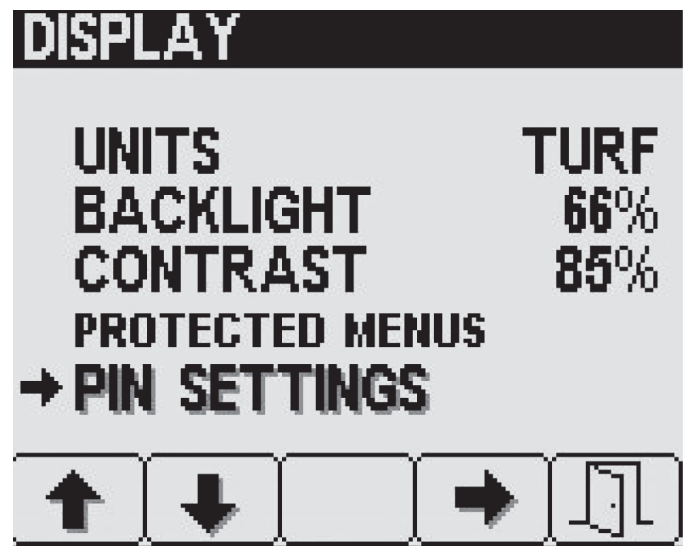 DISPLAY
UNITS TURF
BACKLIGHT 66%
CONTRAST 85%
PROTECTED MENUS
PIN SETTINGS